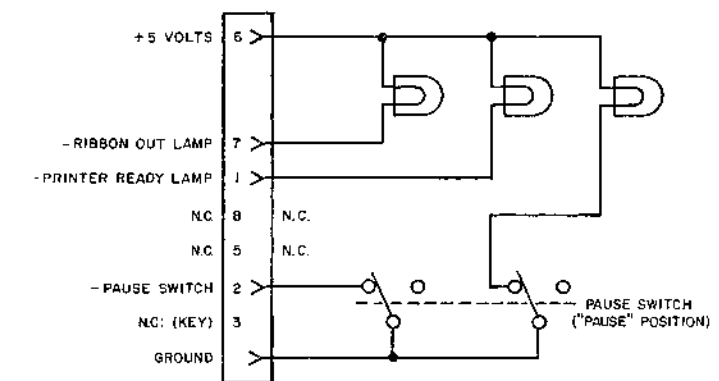 +5 VOLTS 6
-RIBBON OUT LAMP 7
-PRINTER READY LAMP 1
N.C. 8 N.C.
N.C. 5 N.C.
-PAUSE SWITCH 2
N.C. (KEY) 3
GROUND
PAUSE SWITCH
("PAUSE" POSITION)